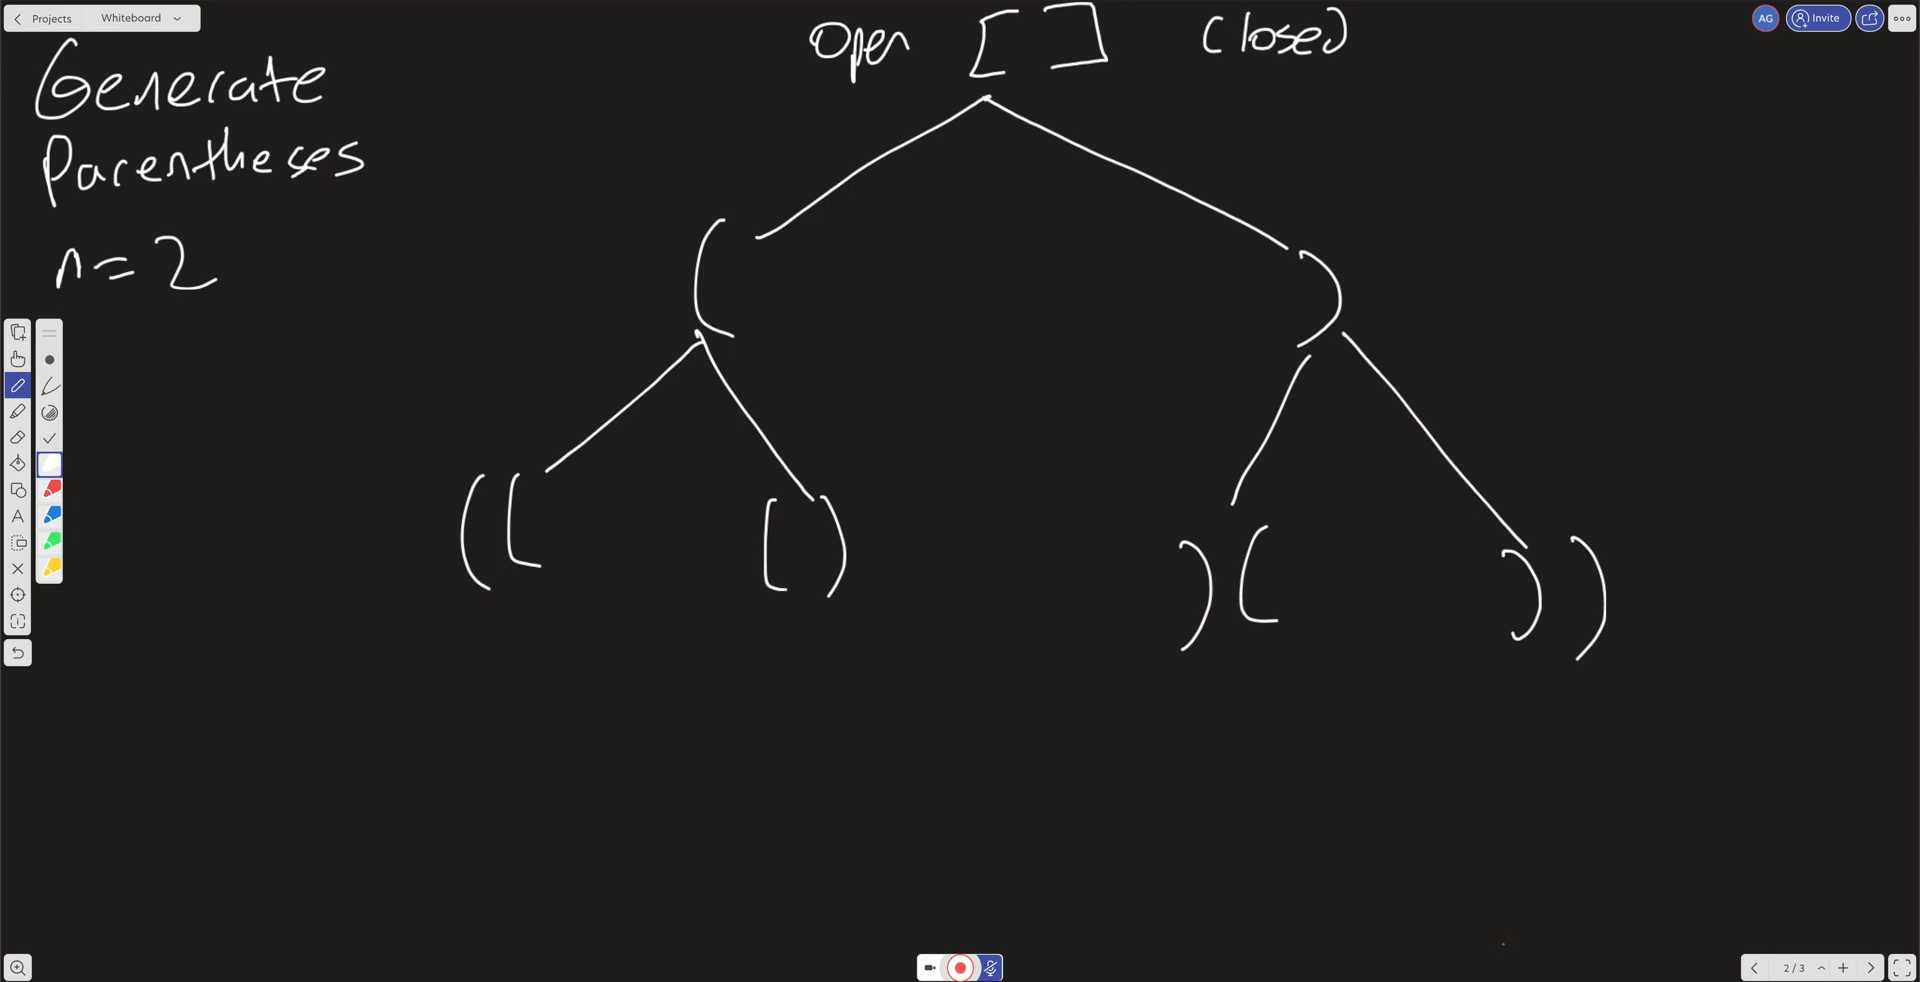 Projects Whiteboard
AG Invite
Open [ ] Closed
Generate
Parentheses
n = 2
( )
( [ [ ) ) ( ) )
A
2 / 3